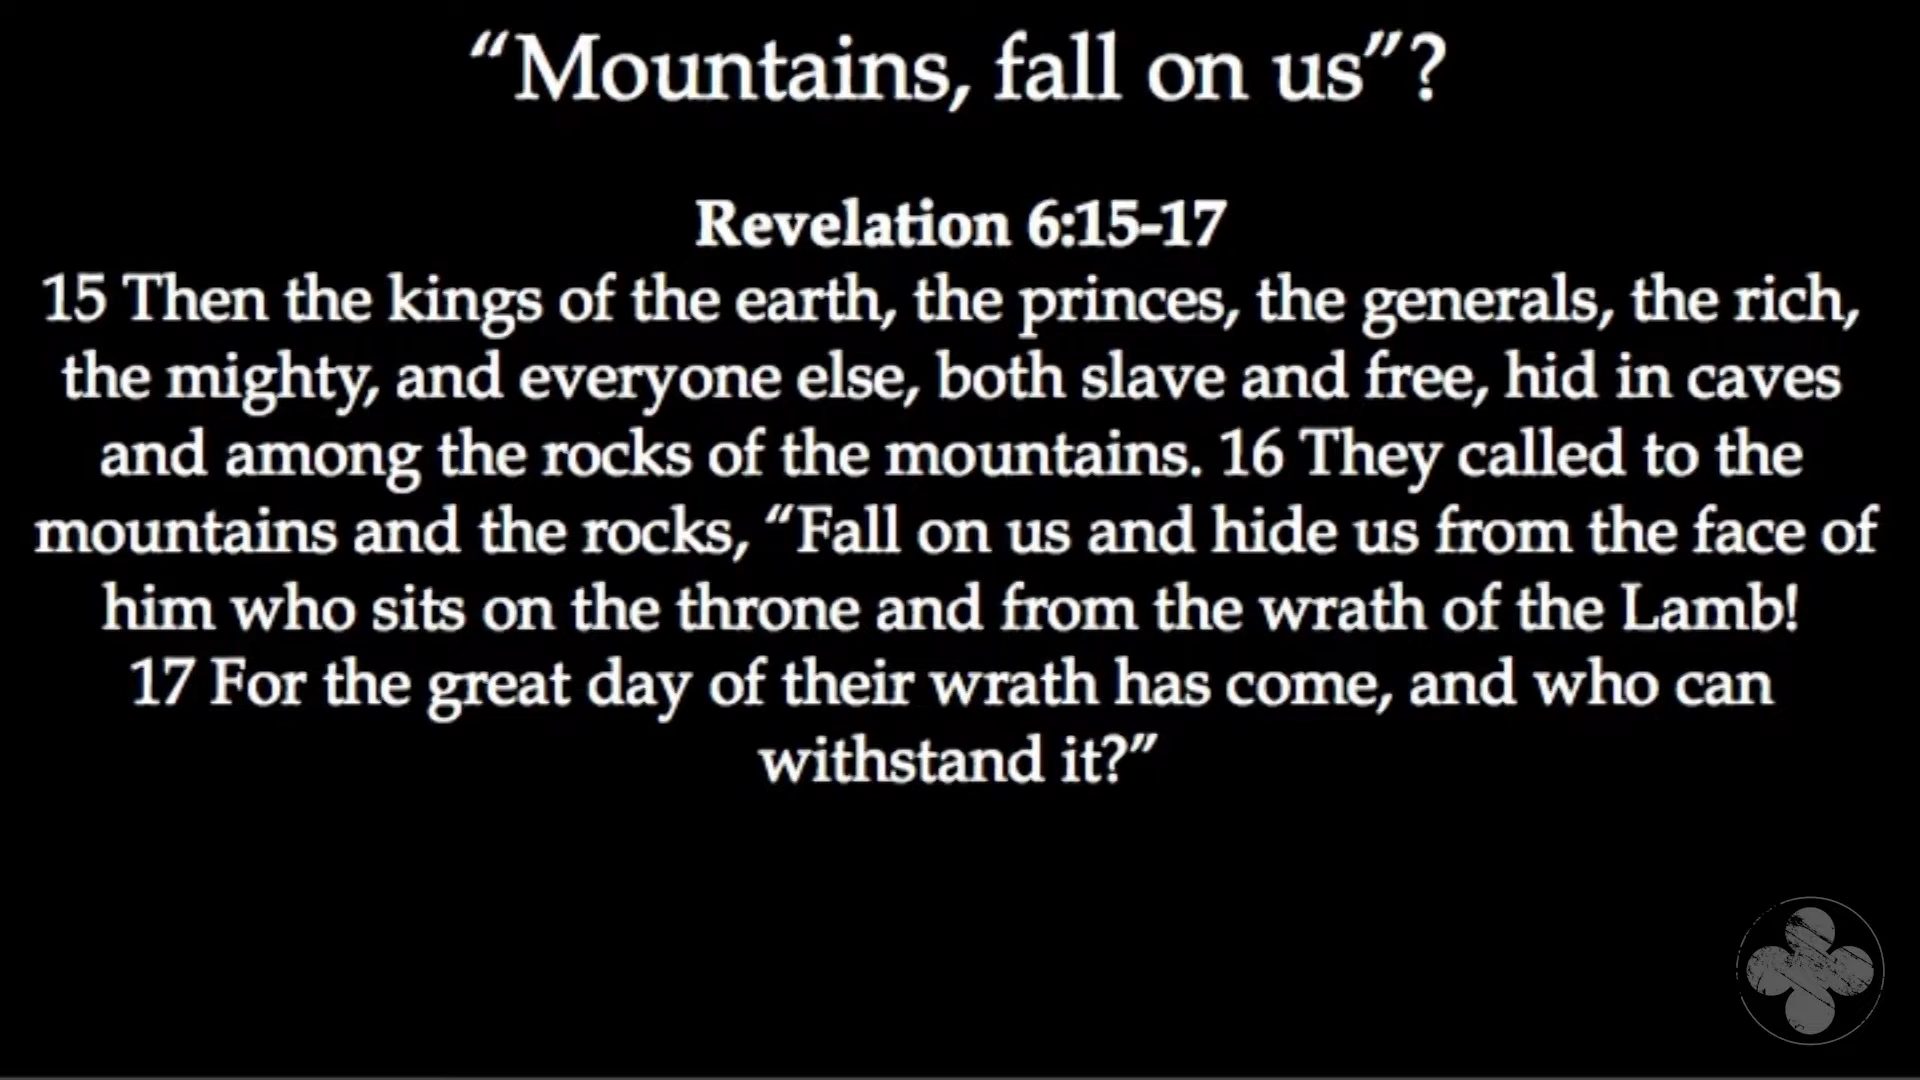 “Mountains, fall on us”?
Revelation 6:15-17
15 Then the kings of the earth, the princes, the generals, the rich,
the mighty, and everyone else, both slave and free, hid in caves
and among the rocks of the mountains. 16 They called to the
mountains and the rocks, “Fall on us and hide us from the face of
him who sits on the throne and from the wrath of the Lamb!
17 For the great day of their wrath has come, and who can
withstand it?”